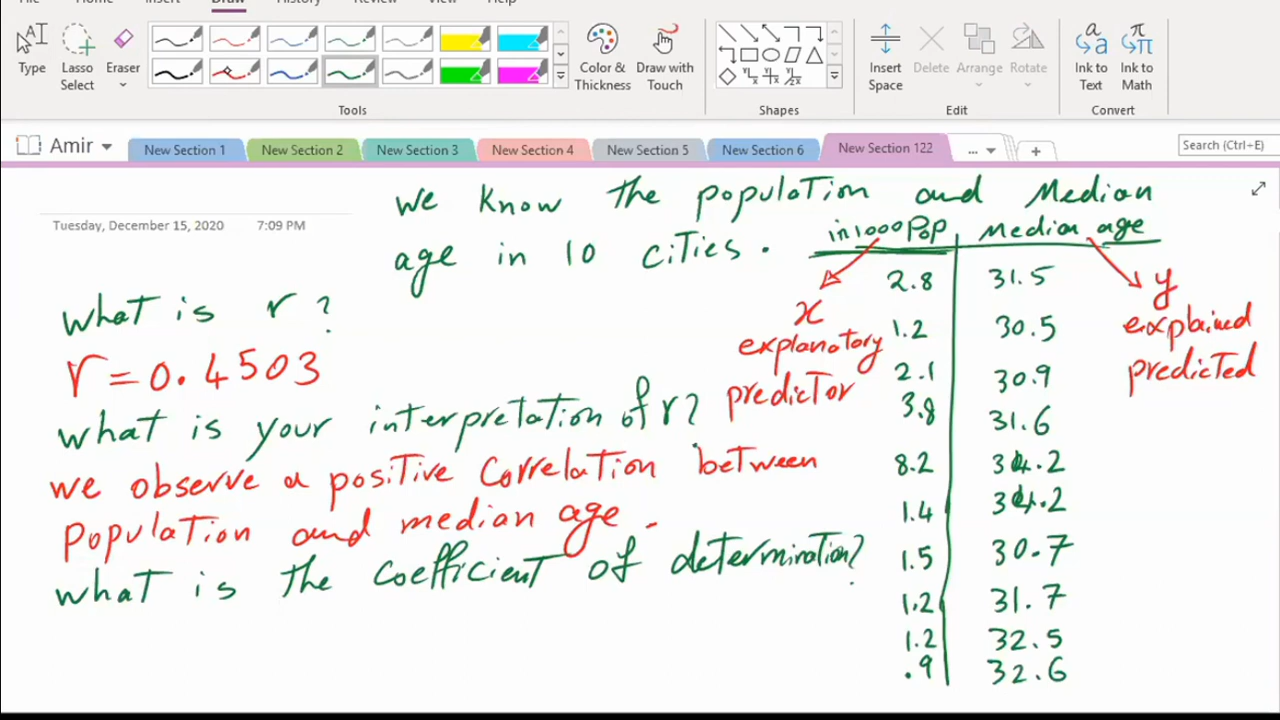 Draw
Type
Lasso Select
Eraser
Color & Thickness
Draw with Touch
Insert Space
Delete
Arrange
Rotate
Ink to Text
Ink to Math
Tools
Shapes
Edit
Convert
Amir
New Section 1
New Section 2
New Section 3
New Section 4
New Section 5
New Section 6
New Section 122
...
Search (Ctrl+E)
Tuesday, December 15, 2020
7:09 PM
we know the population and Median
age in 10 cities.
in 1000 Pop Median age
2.8 31.5
1.2 30.5
2.1 30.9
3.8 31.6
8.2 34.2
1.4 34.2
1.5 30.7
1.2 31.7
1.2 32.5
.9 32.6
x
explanatory
predictor
y
explained
predicted
what is r?
r = 0.4503
what is your interpretation of r?
we observe a positive Correlation between
population and median age.
what is the coefficient of determination?